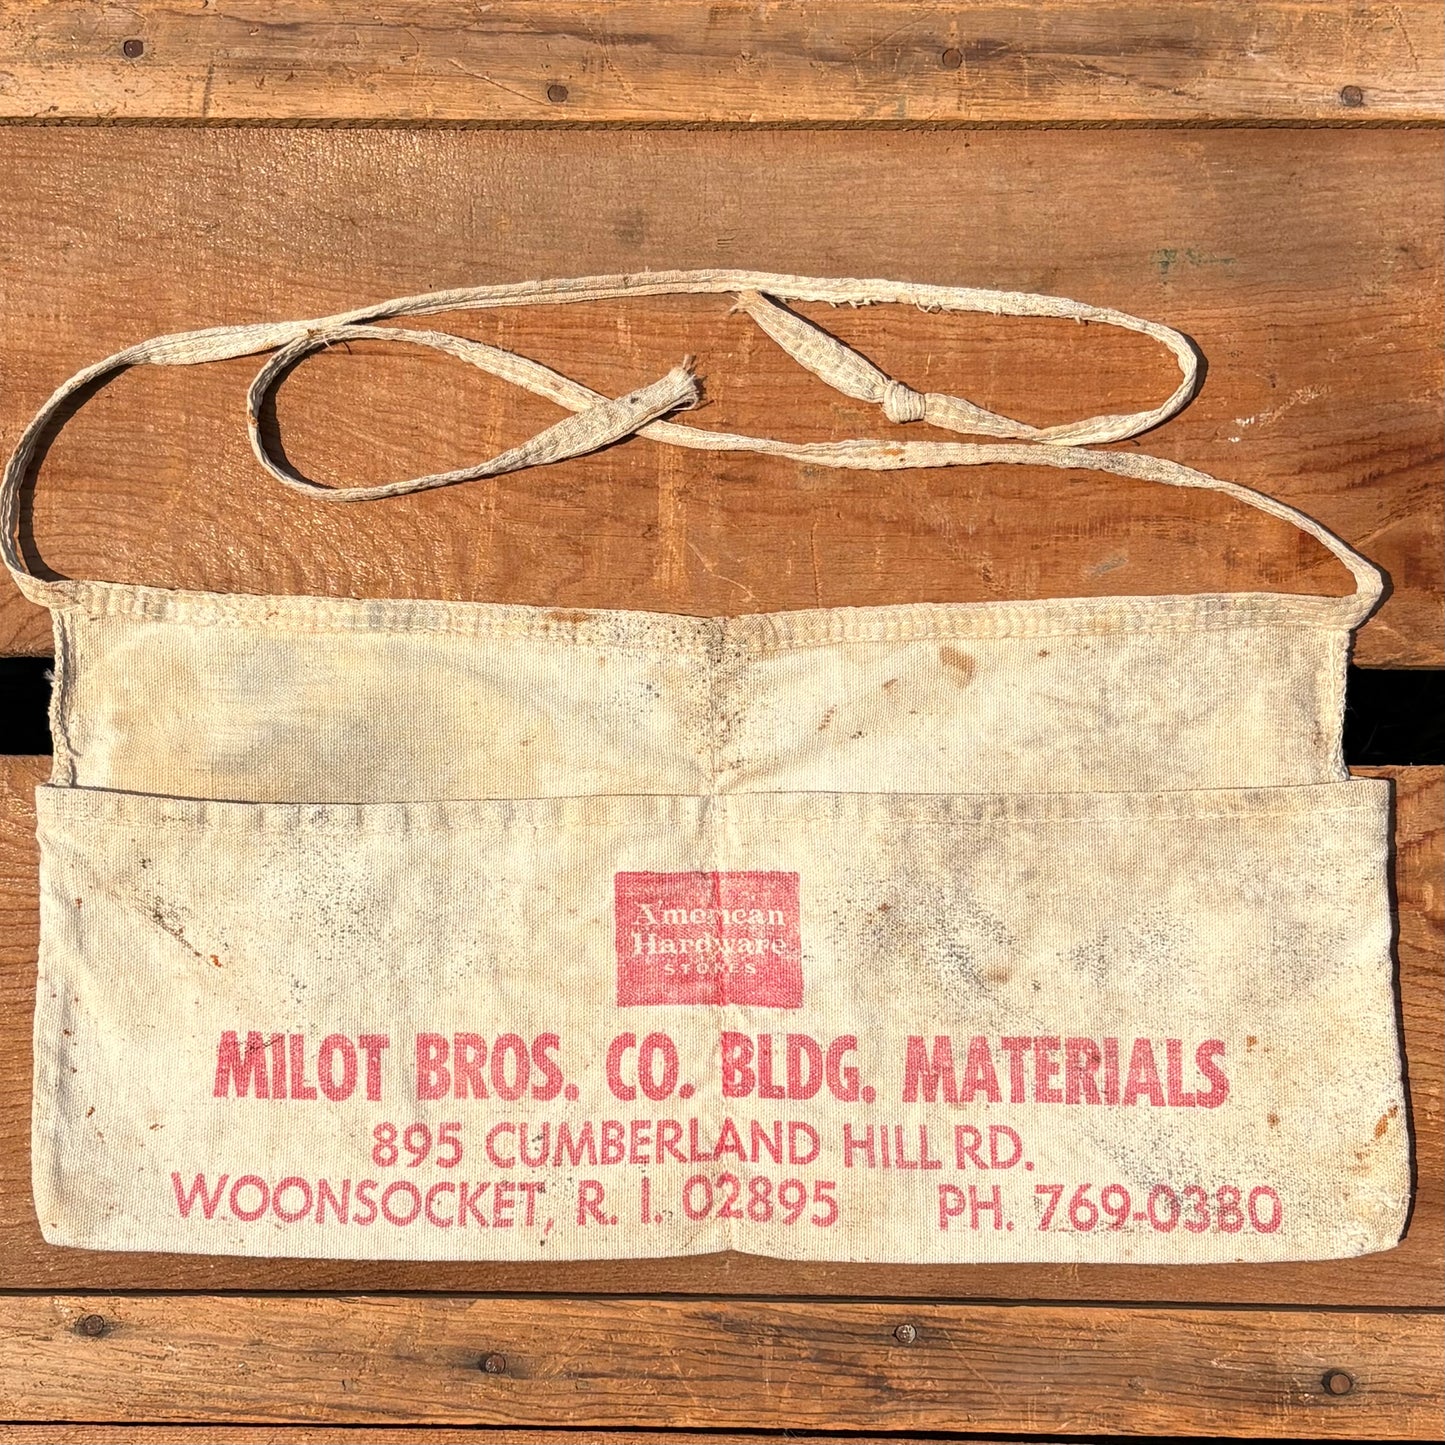 American
Hardware
STORES
MILOT BROS. CO. BLDG. MATERIALS
895 CUMBERLAND HILL RD.
WOONSOCKET, R. I. 02895 PH. 769-0380